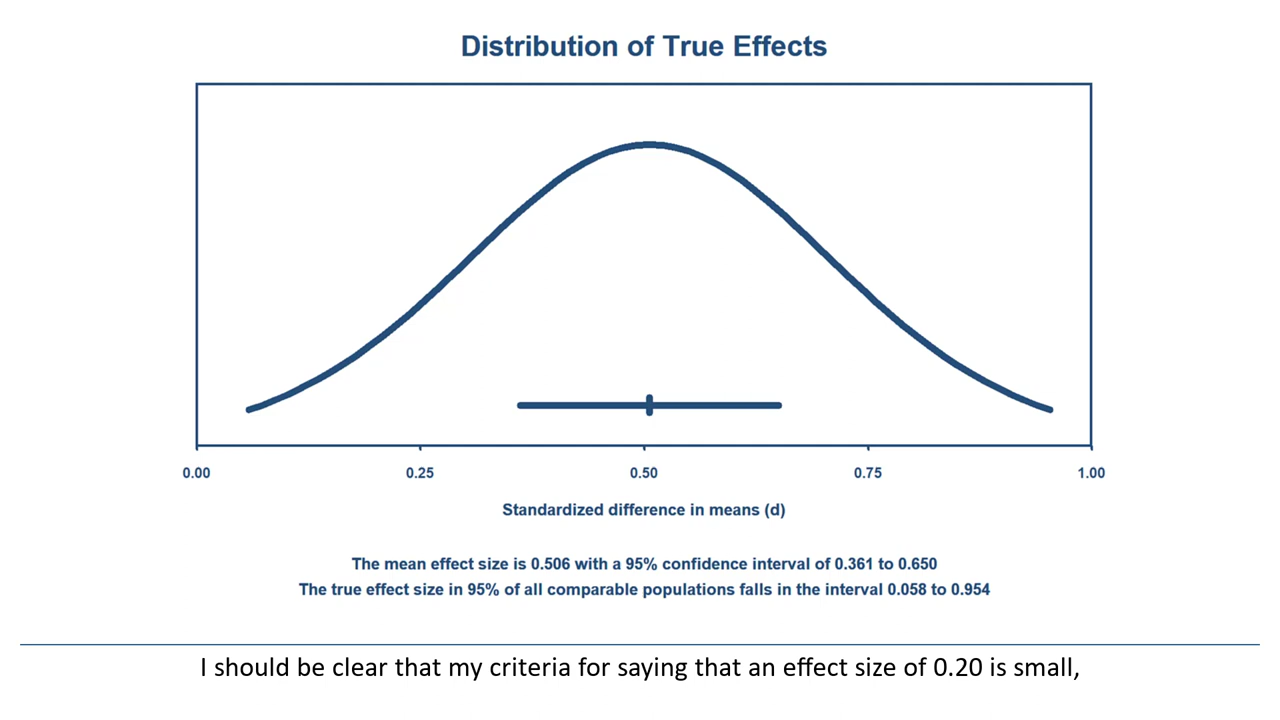 Distribution of True Effects
0.00 0.25 0.50 0.75 1.00
Standardized difference in means (d)
The mean effect size is 0.506 with a 95% confidence interval of 0.361 to 0.650
The true effect size in 95% of all comparable populations falls in the interval 0.058 to 0.954
I should be clear that my criteria for saying that an effect size of 0.20 is small,